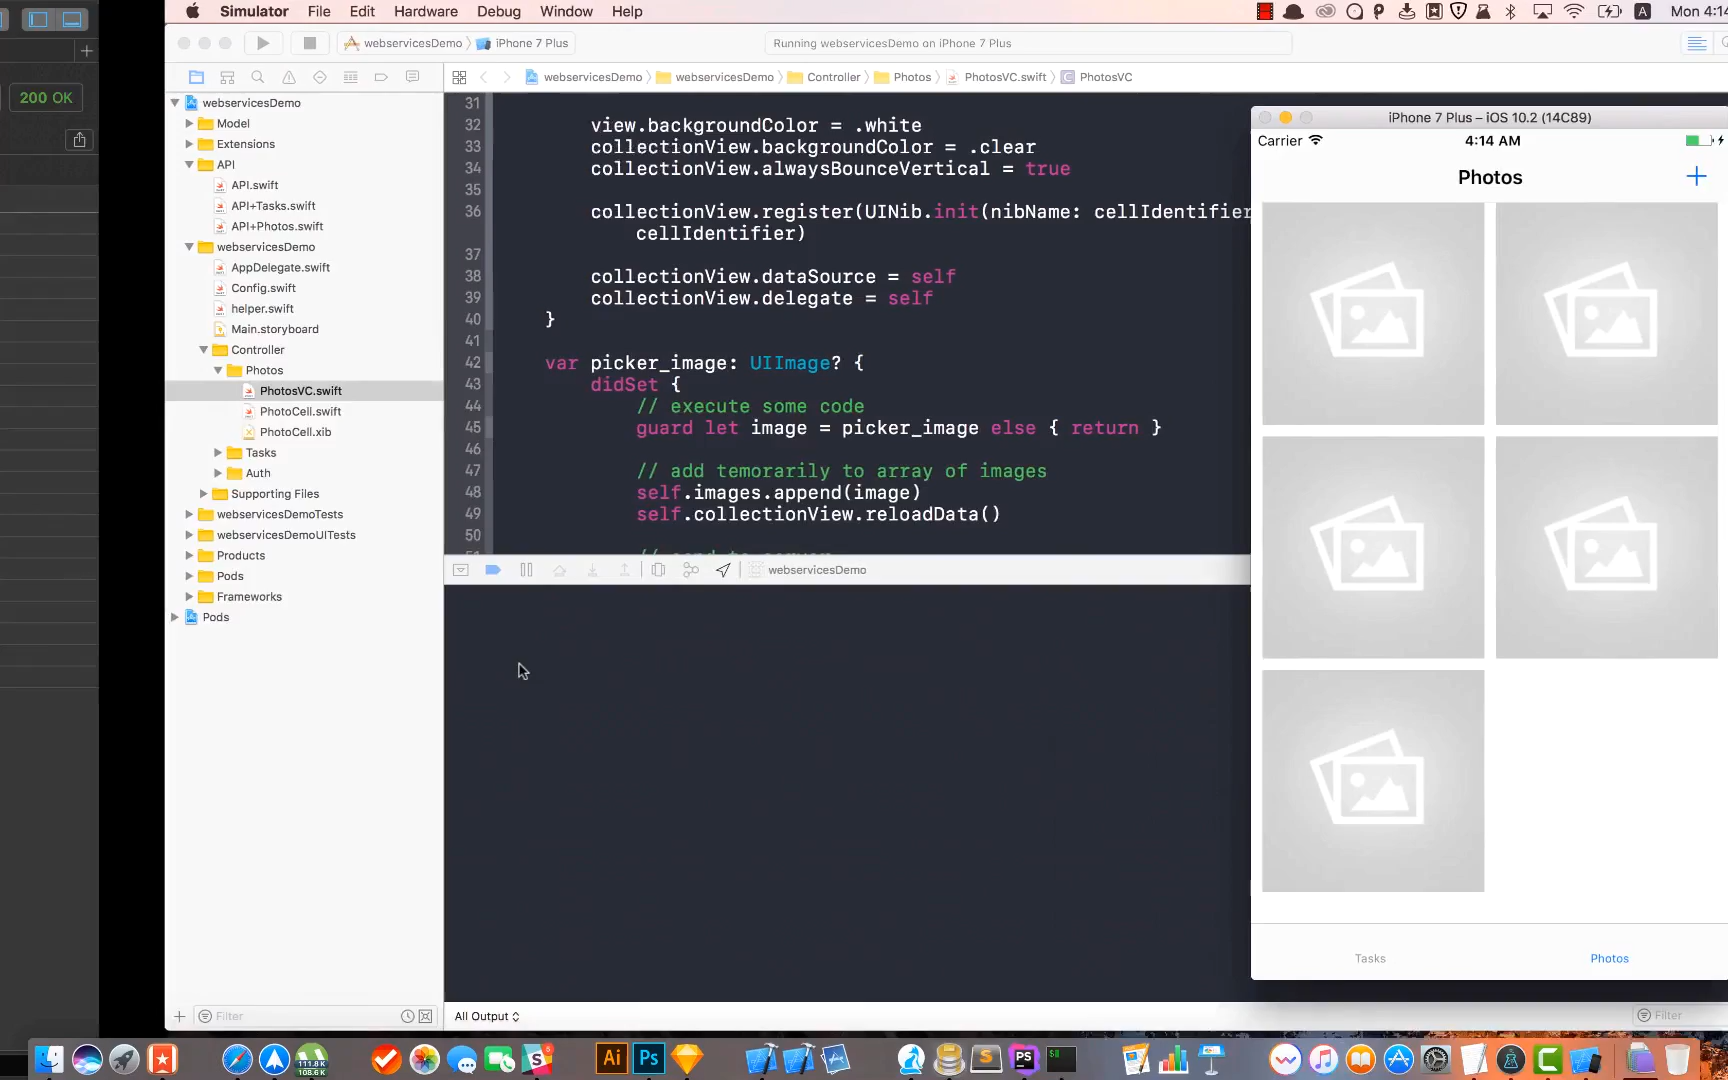 Simulator File Edit Hardware Debug Window Help
A Mon 4:14
webservicesDemo iPhone 7 Plus
Running webservicesDemo on iPhone 7 Plus
webservicesDemo webservicesDemo Controller Photos PhotosVC.swift C PhotosVC
200 OK
webservicesDemo
Model
Extensions
API
API.swift
API+Tasks.swift
API+Photos.swift
webservicesDemo
AppDelegate.swift
Config.swift
helper.swift
Main.storyboard
Controller
Photos
PhotosVC.swift
PhotoCell.swift
PhotoCell.xib
Tasks
Auth
Supporting Files
webservicesDemoTests
webservicesDemoUITests
Products
Pods
Frameworks
Pods
Filter
31
32 view.backgroundColor = .white
33 collectionView.backgroundColor = .clear
34 collectionView.alwaysBounceVertical = true
35
36 collectionView.register(UINib.init(nibName: cellIdentifier
cellIdentifier)
37
38 collectionView.dataSource = self
39 collectionView.delegate = self
40 }
41
42 var picker_image: UIImage? {
43 didSet {
44 // execute some code
45 guard let image = picker_image else { return }
46
47 // add temorarily to array of images
48 self.images.append(image)
49 self.collectionView.reloadData()
50
webservicesDemo
All Output
iPhone 7 Plus – iOS 10.2 (14C89)
Carrier 4:14 AM
Photos +
Tasks Photos
Filter
111.8 K
108.6 K
Ai Ps S PS